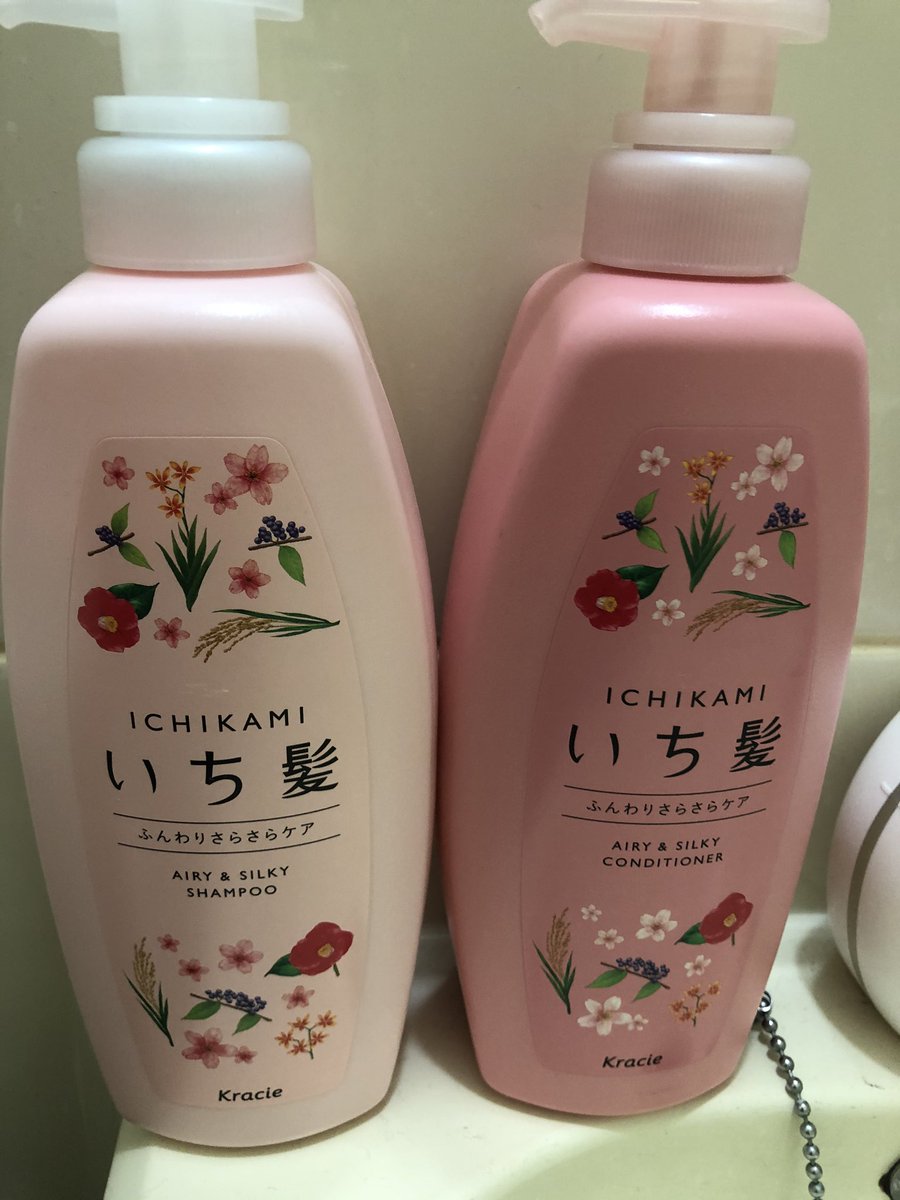 ICHIKAMI
いち髪
ふんわりさらさらケア
AIRY & SILKY
SHAMPOO
Kracie
ICHIKAMI
いち髪
ふんわりさらさらケア
AIRY & SILKY
CONDITIONER
Kracie